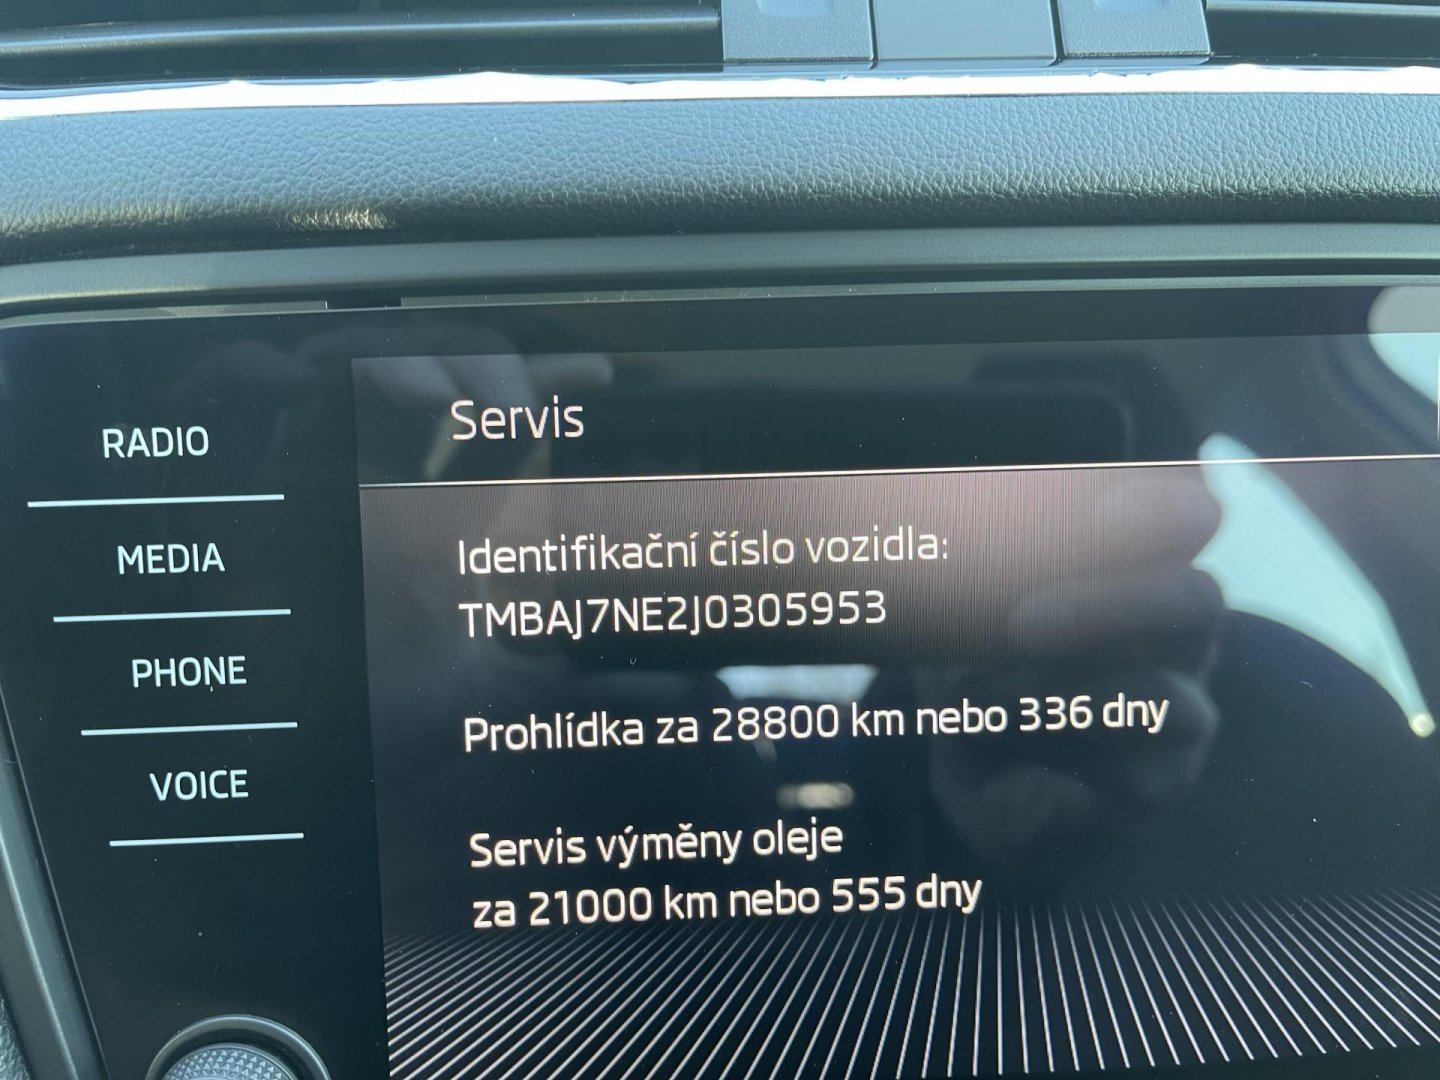 RADIO
MEDIA
PHONE
VOICE
Servis
Identifikační číslo vozidla:
TMBAJ7NE2J0305953
Prohlídka za 28800 km nebo 336 dny
Servis výměny oleje
za 21000 km nebo 555 dny